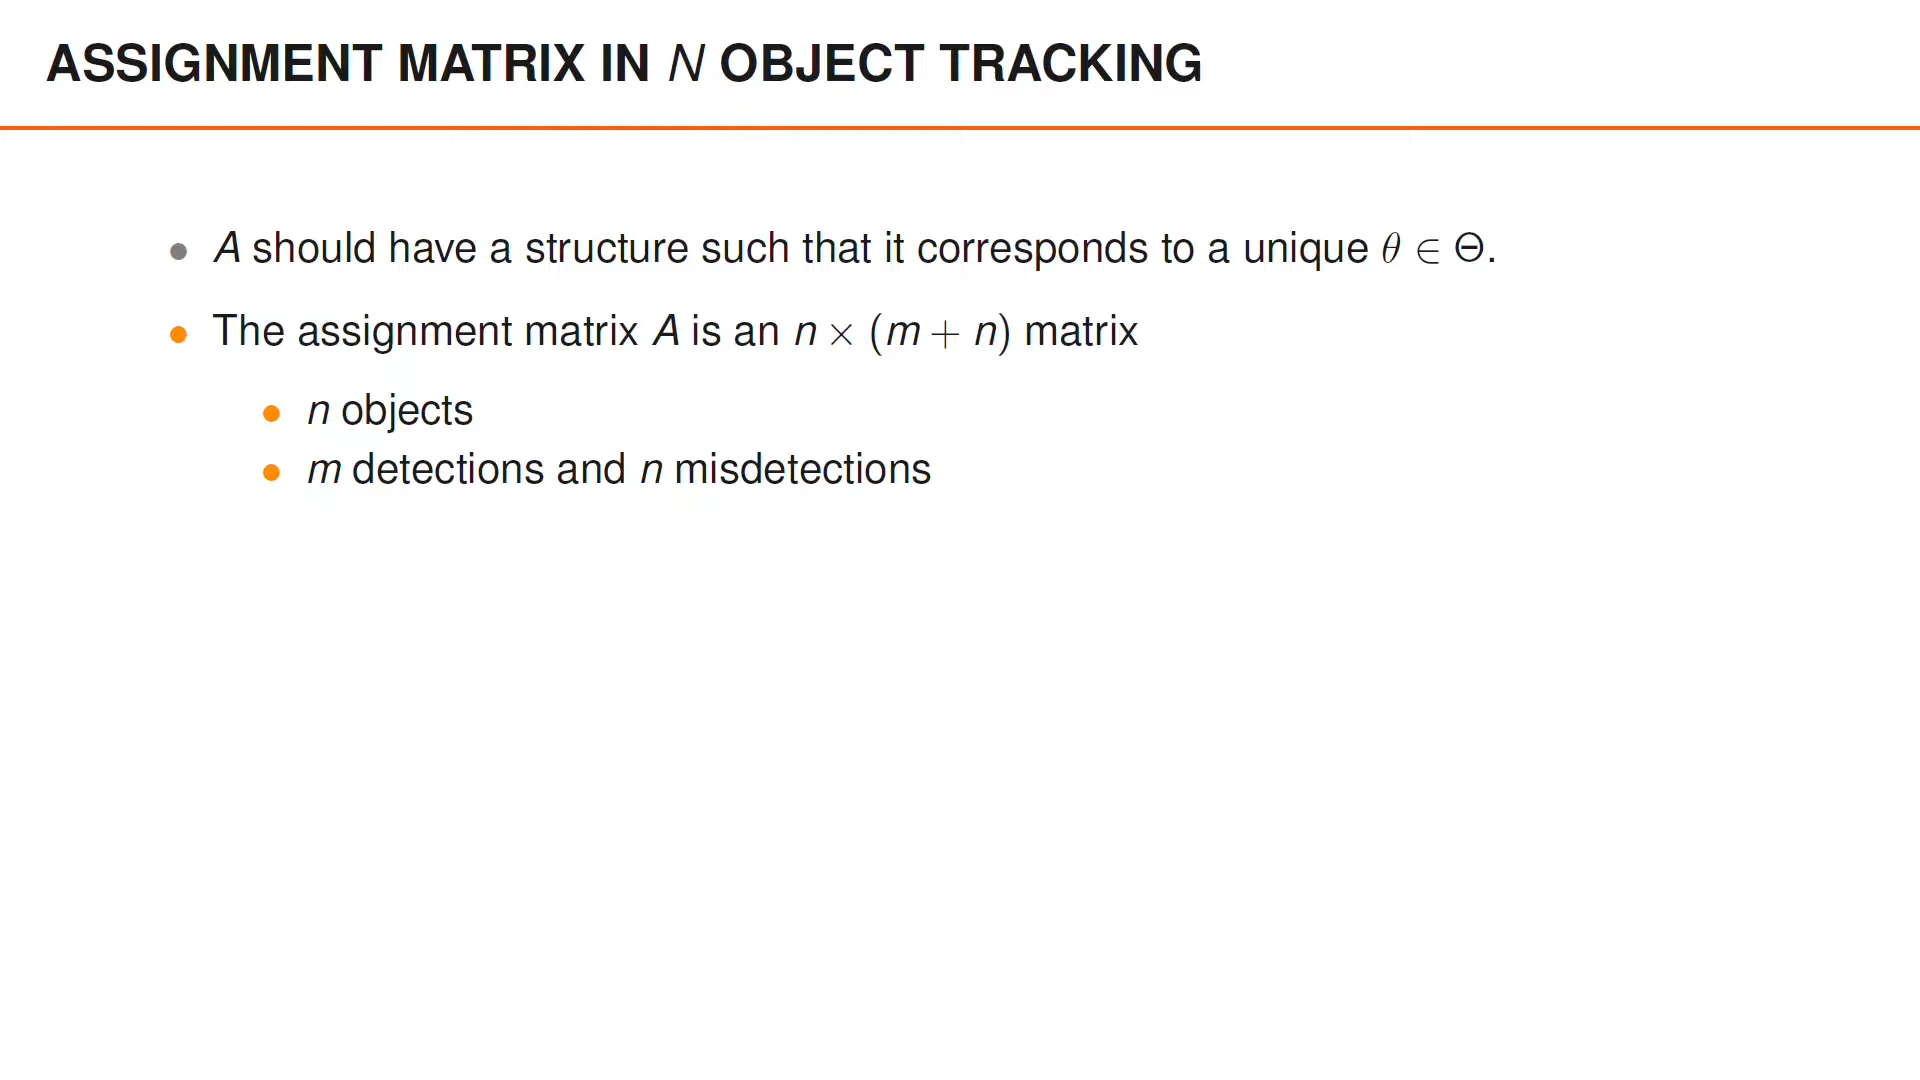 ASSIGNMENT MATRIX IN N OBJECT TRACKING
A should have a structure such that it corresponds to a unique θ ∈ Θ.
The assignment matrix A is an n × (m + n) matrix
n objects
m detections and n misdetections